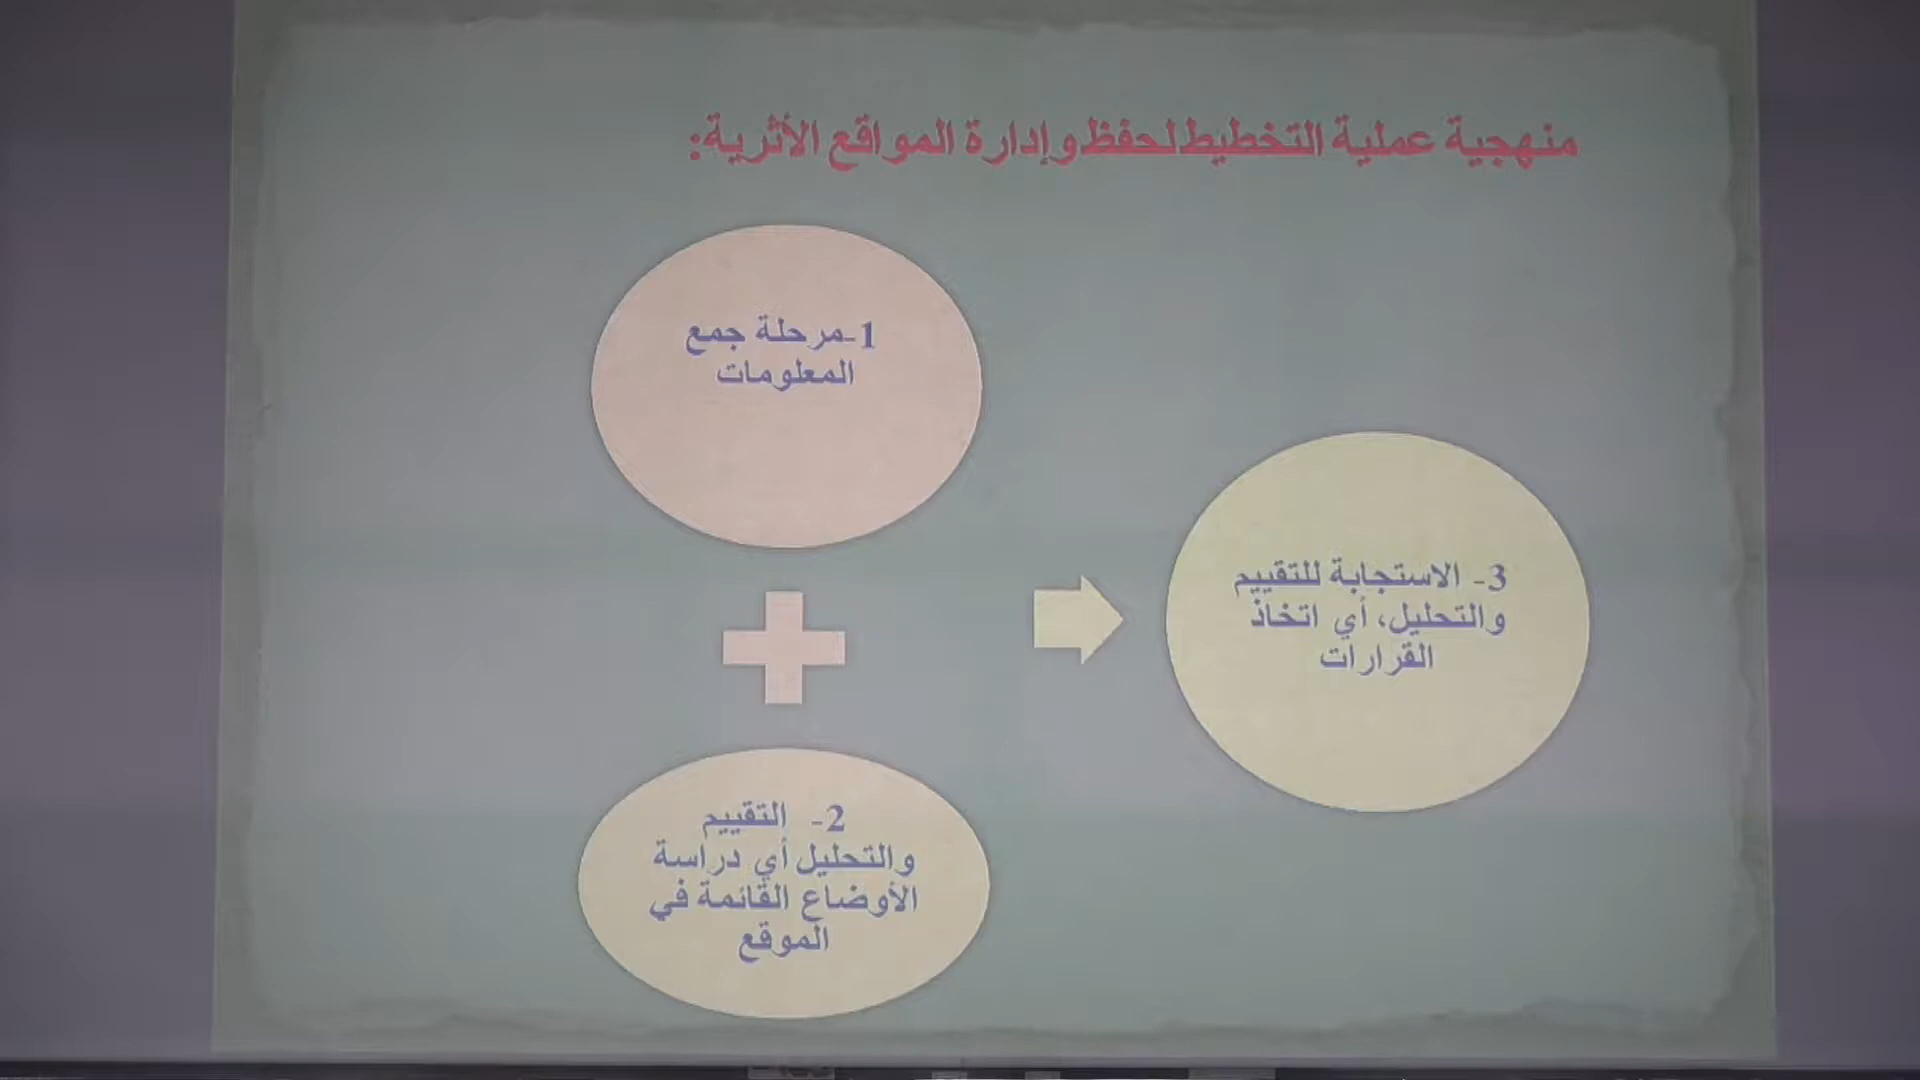 منهجية عملية التخطيط لحفظ وإدارة المواقع الأثرية:
1-مرحلة جمع
المعلومات
2- التقييم
والتحليل أي دراسة
الأوضاع القائمة في
الموقع
3- الاستجابة للتقييم
والتحليل، أي اتخاذ
القرارات